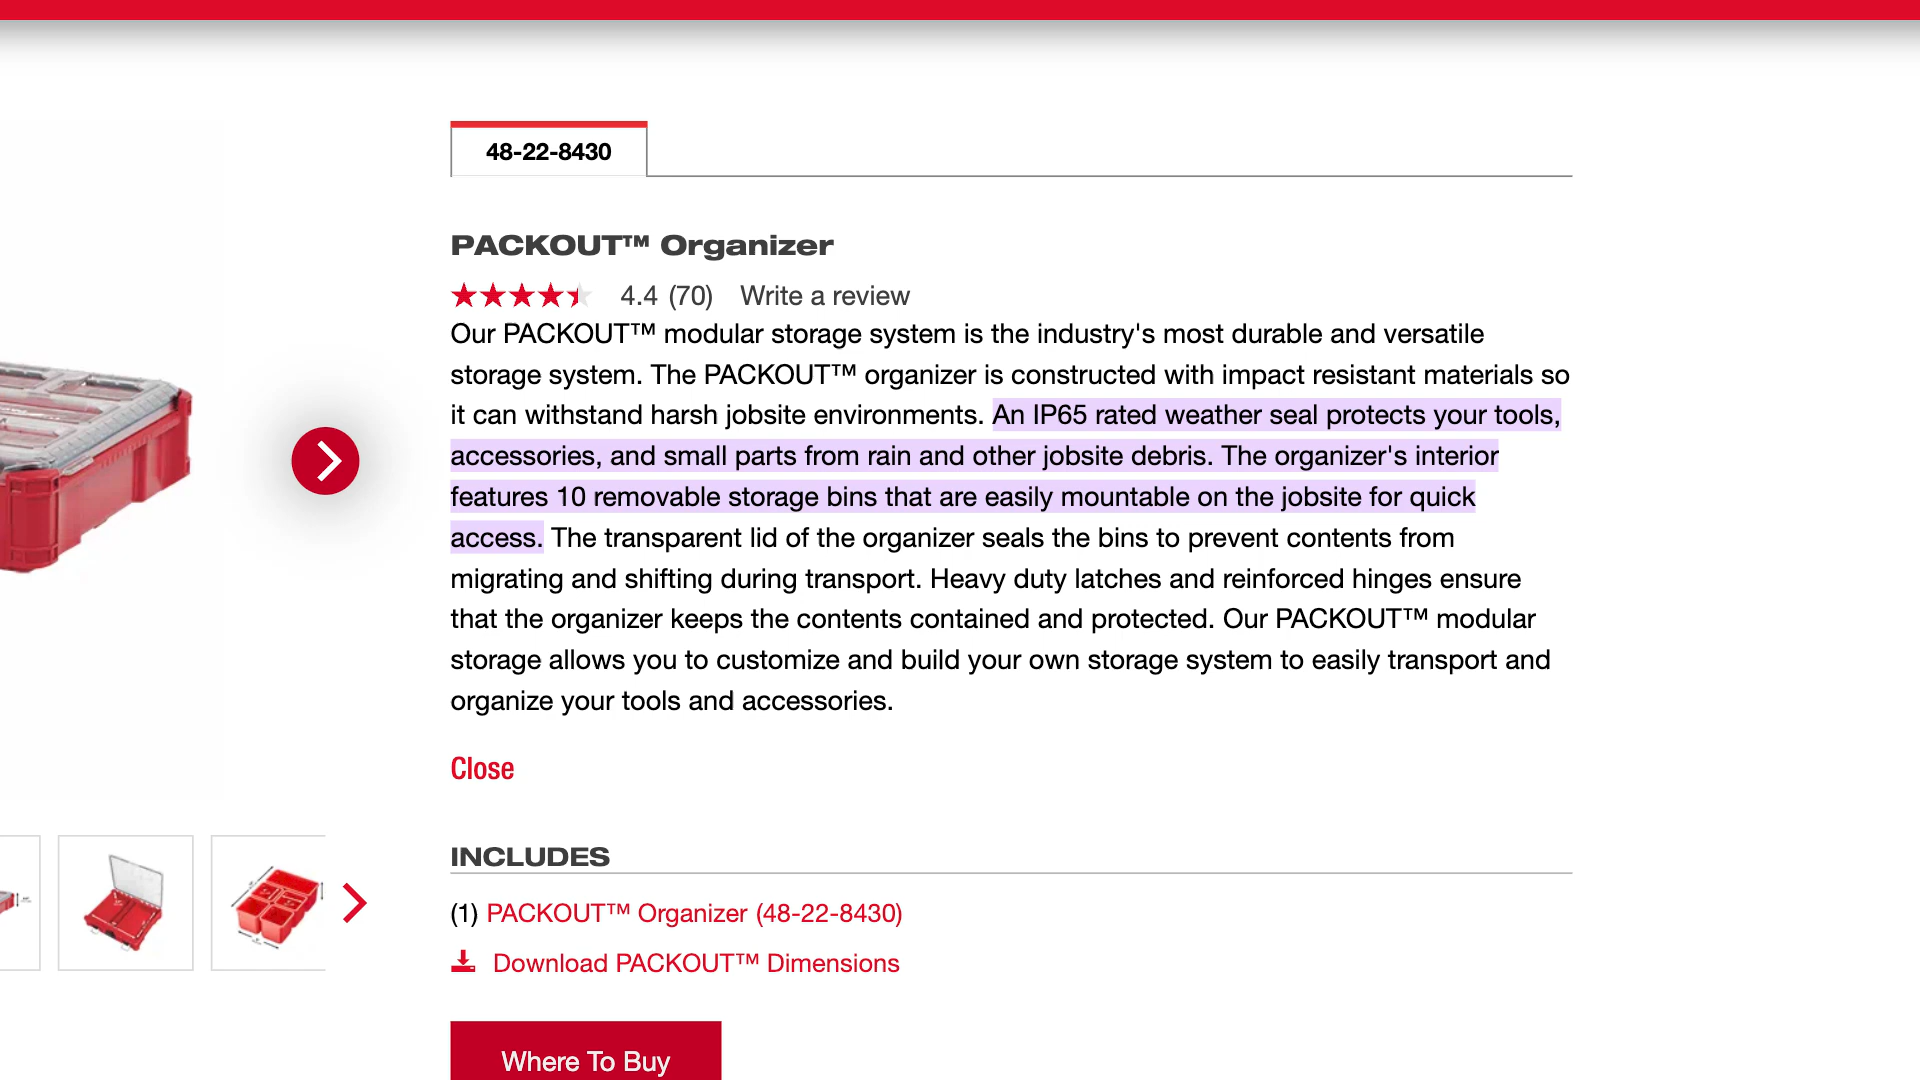 48-22-8430
PACKOUT™ Organizer
4.4 (70) Write a review
Our PACKOUT™ modular storage system is the industry's most durable and versatile
storage system. The PACKOUT™ organizer is constructed with impact resistant materials so
it can withstand harsh jobsite environments. An IP65 rated weather seal protects your tools,
accessories, and small parts from rain and other jobsite debris. The organizer's interior
features 10 removable storage bins that are easily mountable on the jobsite for quick
access. The transparent lid of the organizer seals the bins to prevent contents from
migrating and shifting during transport. Heavy duty latches and reinforced hinges ensure
that the organizer keeps the contents contained and protected. Our PACKOUT™ modular
storage allows you to customize and build your own storage system to easily transport and
organize your tools and accessories.
Close
INCLUDES
(1) PACKOUT™ Organizer (48-22-8430)
Download PACKOUT™ Dimensions
Where To Buy